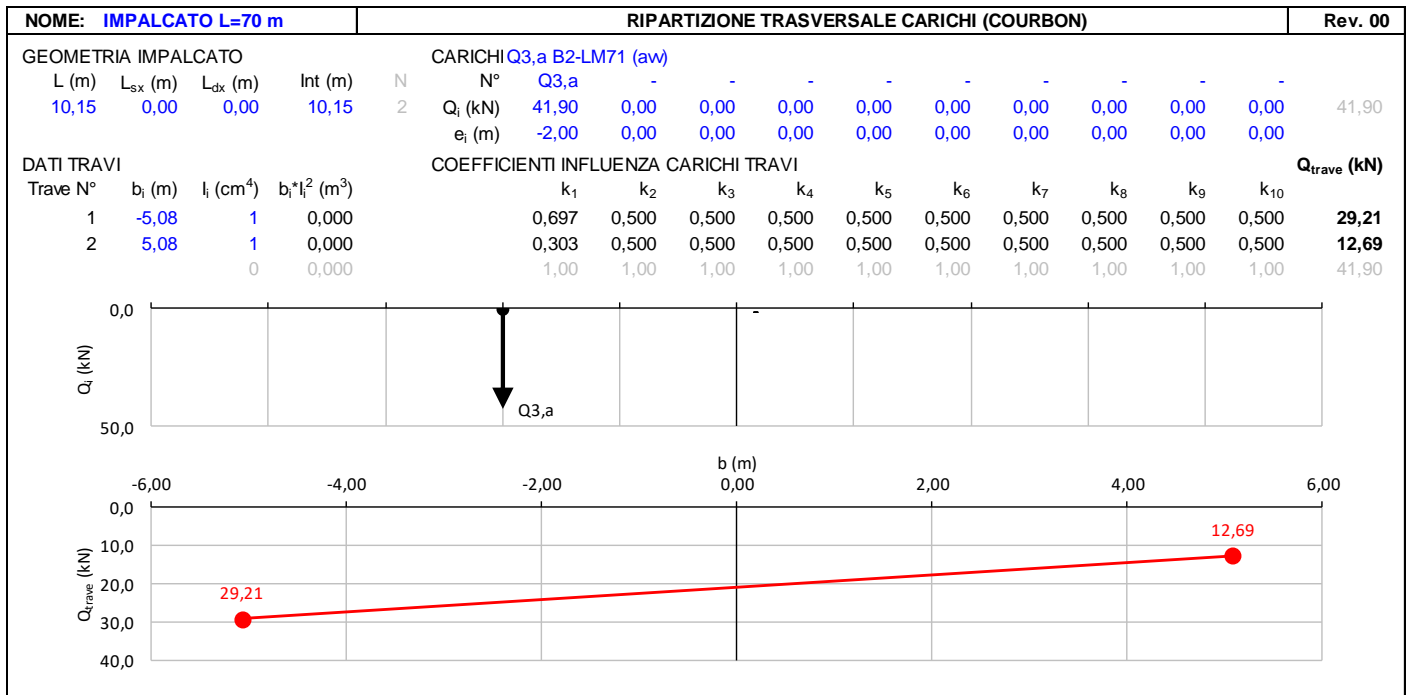 NOME: IMPALCATO L=70 m RIPARTIZIONE TRASVERSALE CARICHI (COURBON) Rev. 00
GEOMETRIA IMPALCATO CARICHI Q3,a B2-LM71 (avv)
L (m) Lsx (m) Ldx (m) Int (m) N N° Q3,a - - - - - - - - -
10,15 0,00 0,00 10,15 2 Qi (kN) 41,90 0,00 0,00 0,00 0,00 0,00 0,00 0,00 0,00 0,00 41,90
ei (m) -2,00 0,00 0,00 0,00 0,00 0,00 0,00 0,00 0,00 0,00
DATI TRAVI COEFFICIENTI INFLUENZA CARICHI TRAVI Qtrave (kN)
Trave N° bi (m) Ii (cm4) bi*Ii2 (m3) k1 k2 k3 k4 k5 k6 k7 k8 k9 k10
1 -5,08 1 0,000 0,697 0,500 0,500 0,500 0,500 0,500 0,500 0,500 0,500 0,500 29,21
2 5,08 1 0,000 0,303 0,500 0,500 0,500 0,500 0,500 0,500 0,500 0,500 0,500 12,69
0 0,000 1,00 1,00 1,00 1,00 1,00 1,00 1,00 1,00 1,00 1,00 41,90
0,0
-
Qi (kN)
Q3,a
50,0
b (m)
-6,00 -4,00 -2,00 0,00 2,00 4,00 6,00
0,0
12,69
10,0
Qtrave (kN)
20,0
29,21
30,0
40,0